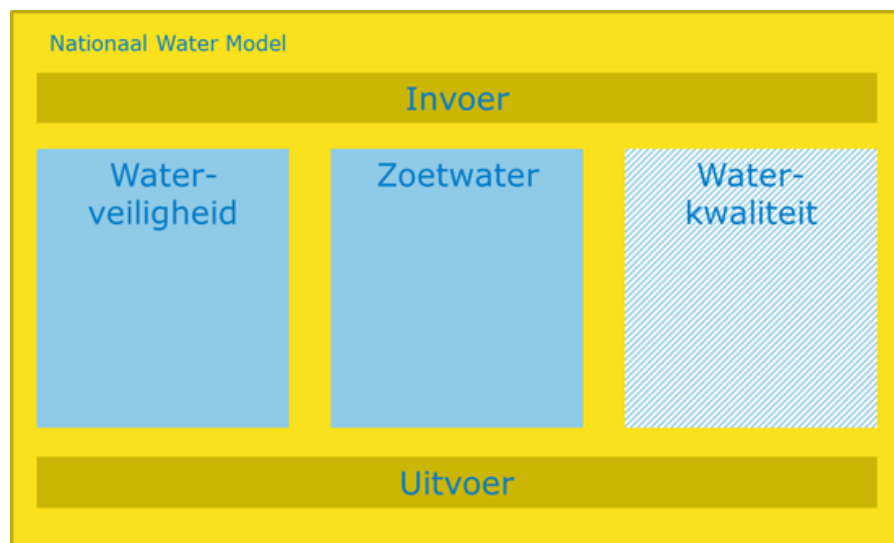 Nationaal Water Model
Invoer
Water-
veiligheid
Zoetwater
Water-
kwaliteit
Uitvoer